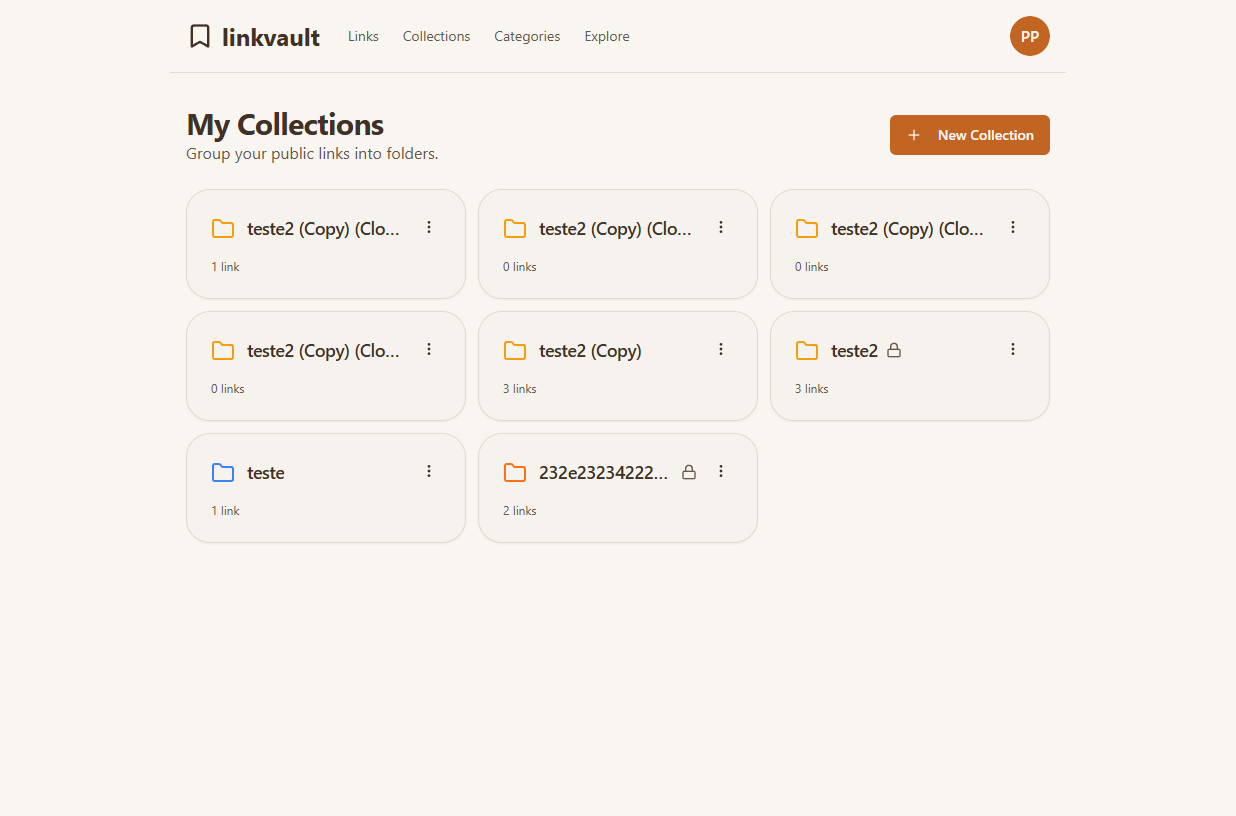 linkvault Links Collections Categories Explore PP
My Collections
Group your public links into folders.
+ New Collection
teste2 (Copy) (Clo...
1 link
teste2 (Copy) (Clo...
0 links
teste2 (Copy) (Clo...
0 links
teste2 (Copy) (Clo...
0 links
teste2 (Copy)
3 links
teste2
3 links
teste
1 link
232e23234222...
2 links